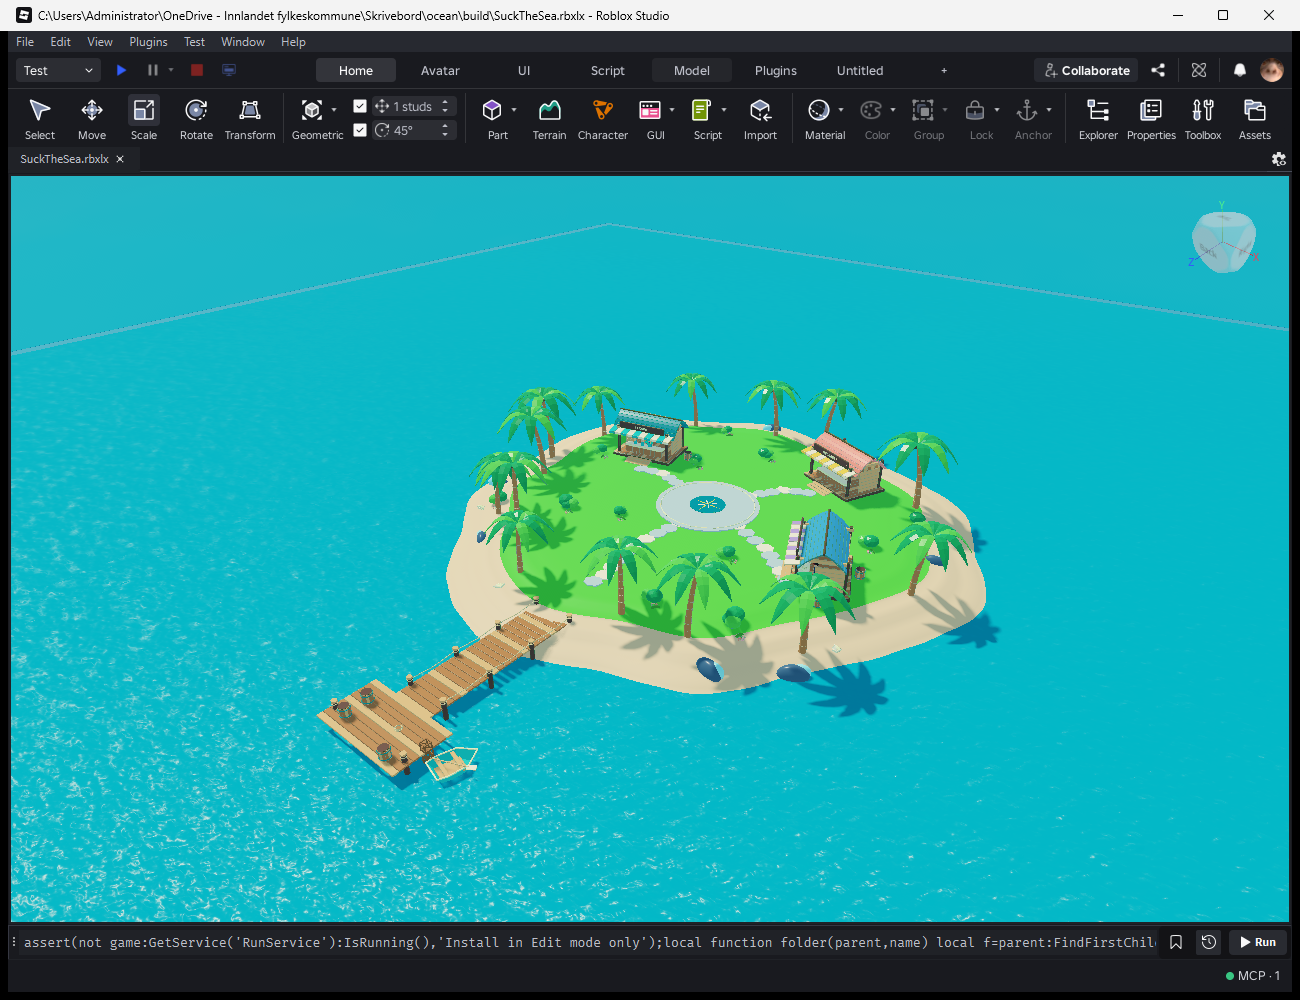 C:\Users\Administrator\OneDrive - Innlandet fylkeskommune\Skrivebord\ocean\build\SuckTheSea.rbxlx - Roblox Studio
File Edit View Plugins Test Window Help
Test Home Avatar UI Script Model Plugins Untitled + Collaborate
1 studs
45°
Select Move Scale Rotate Transform Geometric Part Terrain Character GUI Script Import Material Color Group Lock Anchor Explorer Properties Toolbox Assets
SuckTheSea.rbxlx
Y
Z
X
assert(not game:GetService('RunService'):IsRunning(),'Install in Edit mode only');local function folder(parent,name) local f=parent:FindFirstChil
Run
MCP · 1